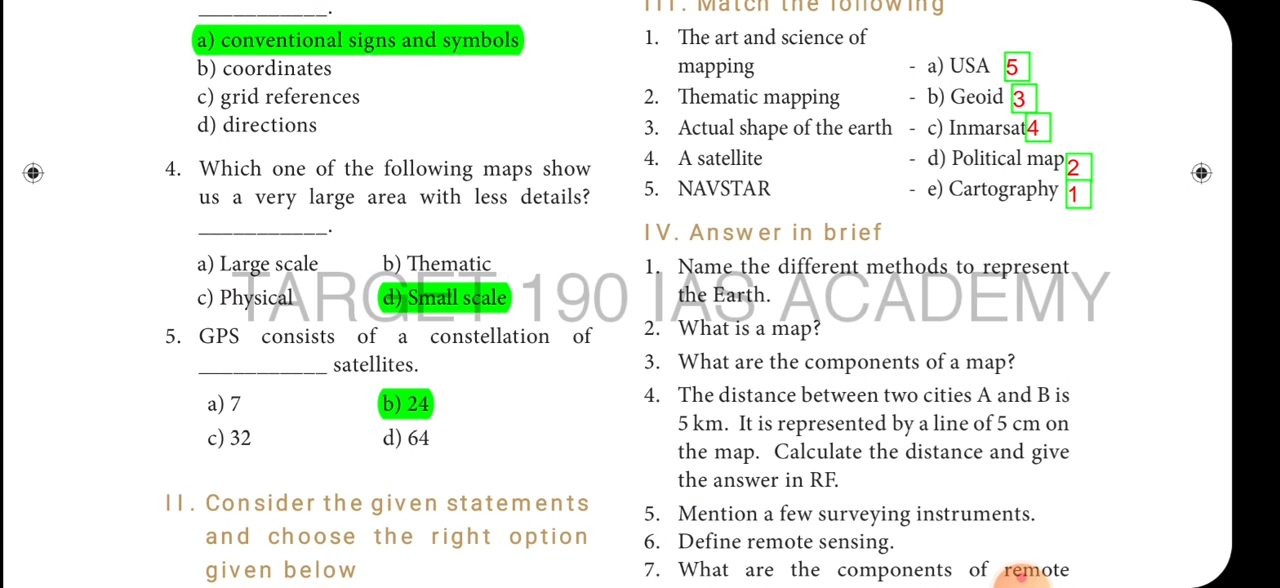 ____________.
a) conventional signs and symbols
b) coordinates
c) grid references
d) directions
4. Which one of the following maps show
us a very large area with less details?
____________.
a) Large scale b) Thematic
c) Physical d) Small scale
5. GPS consists of a constellation of
____________ satellites.
a) 7 b) 24
c) 32 d) 64
II. Consider the given statements
and choose the right option
given below
III. Match the following
1. The art and science of
mapping - a) USA 5
2. Thematic mapping - b) Geoid 3
3. Actual shape of the earth - c) Inmarsat 4
4. A satellite - d) Political map 2
5. NAVSTAR - e) Cartography 1
IV. Answer in brief
1. Name the different methods to represent
the Earth.
2. What is a map?
3. What are the components of a map?
4. The distance between two cities A and B is
5 km. It is represented by a line of 5 cm on
the map. Calculate the distance and give
the answer in RF.
5. Mention a few surveying instruments.
6. Define remote sensing.
7. What are the components of remote
TARGET 190 IAS ACADEMY